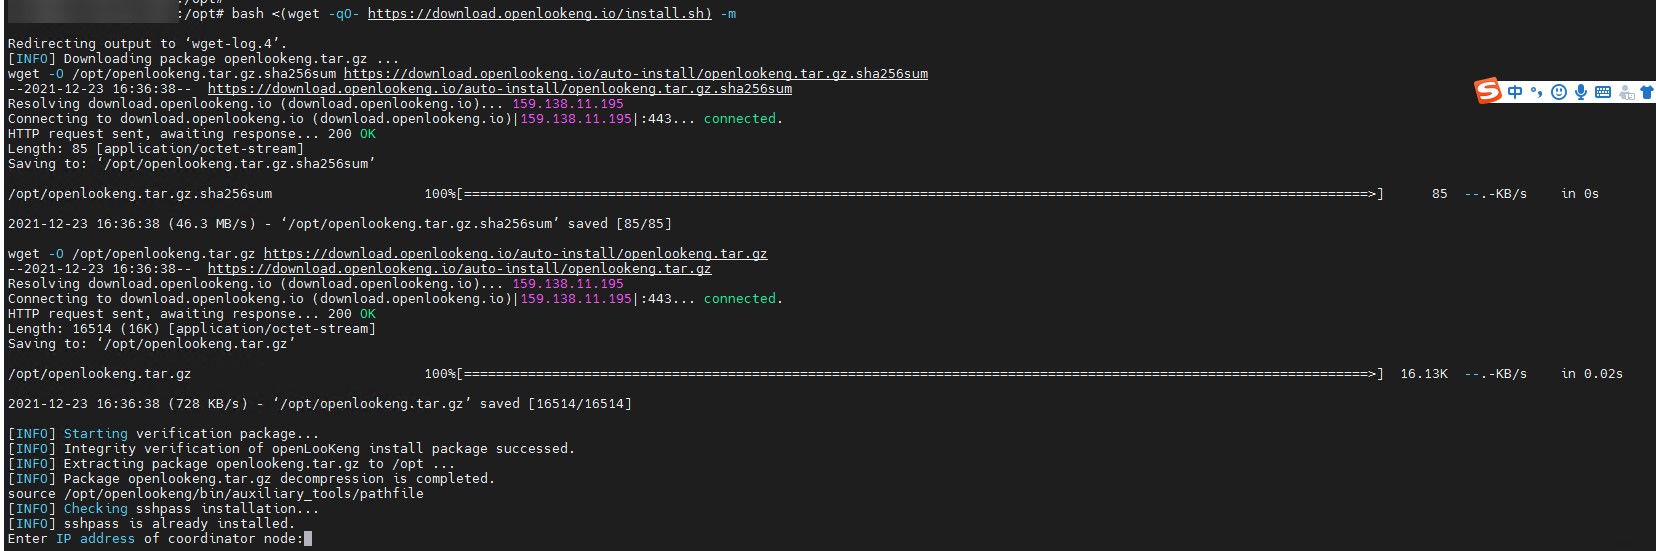 :/opt#
:/opt# bash <(wget -qO- https://download.openlookeng.io/install.sh) -m
Redirecting output to ‘wget-log.4’.
[INFO] Downloading package openlookeng.tar.gz ...
wget -O /opt/openlookeng.tar.gz.sha256sum https://download.openlookeng.io/auto-install/openlookeng.tar.gz.sha256sum
--2021-12-23 16:36:38--  https://download.openlookeng.io/auto-install/openlookeng.tar.gz.sha256sum
Resolving download.openlookeng.io (download.openlookeng.io)... 159.138.11.195
Connecting to download.openlookeng.io (download.openlookeng.io)|159.138.11.195|:443... connected.
HTTP request sent, awaiting response... 200 OK
Length: 85 [application/octet-stream]
Saving to: ‘/opt/openlookeng.tar.gz.sha256sum’
/opt/openlookeng.tar.gz.sha256sum 100%[=================================================================================================================>] 85 --.-KB/s in 0s
2021-12-23 16:36:38 (46.3 MB/s) - ‘/opt/openlookeng.tar.gz.sha256sum’ saved [85/85]
wget -O /opt/openlookeng.tar.gz https://download.openlookeng.io/auto-install/openlookeng.tar.gz
--2021-12-23 16:36:38--  https://download.openlookeng.io/auto-install/openlookeng.tar.gz
Resolving download.openlookeng.io (download.openlookeng.io)... 159.138.11.195
Connecting to download.openlookeng.io (download.openlookeng.io)|159.138.11.195|:443... connected.
HTTP request sent, awaiting response... 200 OK
Length: 16514 (16K) [application/octet-stream]
Saving to: ‘/opt/openlookeng.tar.gz’
/opt/openlookeng.tar.gz 100%[=================================================================================================================>] 16.13K --.-KB/s in 0.02s
2021-12-23 16:36:38 (728 KB/s) - ‘/opt/openlookeng.tar.gz’ saved [16514/16514]
[INFO] Starting verification package...
[INFO] Integrity verification of openLooKeng install package successed.
[INFO] Extracting package openlookeng.tar.gz to /opt ...
[INFO] Package openlookeng.tar.gz decompression is completed.
source /opt/openlookeng/bin/auxiliary_tools/pathfile
[INFO] Checking sshpass installation...
[INFO] sshpass is already installed.
Enter IP address of coordinator node:
S 中 °,